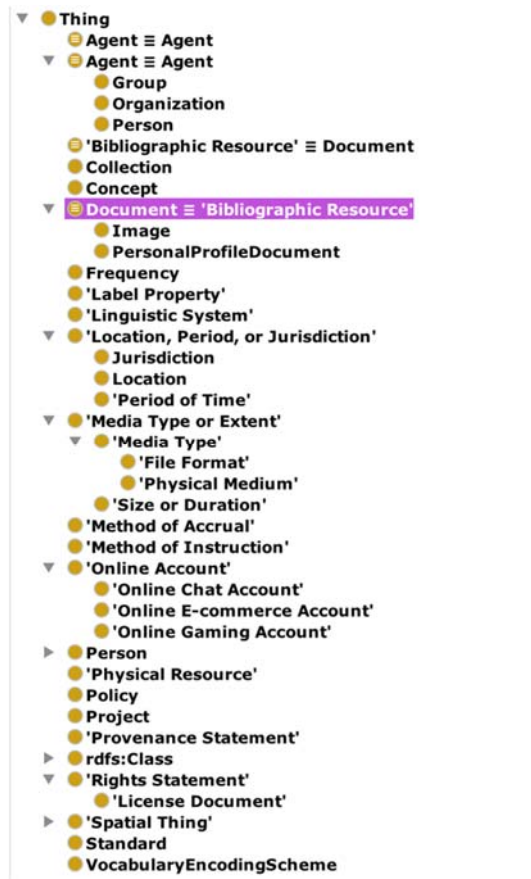 Thing
Agent ≡ Agent
Agent ≡ Agent
Group
Organization
Person
'Bibliographic Resource' ≡ Document
Collection
Concept
Document ≡ 'Bibliographic Resource'
Image
PersonalProfileDocument
Frequency
'Label Property'
'Linguistic System'
'Location, Period, or Jurisdiction'
Jurisdiction
Location
'Period of Time'
'Media Type or Extent'
'Media Type'
'File Format'
'Physical Medium'
'Size or Duration'
'Method of Accrual'
'Method of Instruction'
'Online Account'
'Online Chat Account'
'Online E-commerce Account'
'Online Gaming Account'
Person
'Physical Resource'
Policy
Project
'Provenance Statement'
rdfs:Class
'Rights Statement'
'License Document'
'Spatial Thing'
Standard
VocabularyEncodingScheme